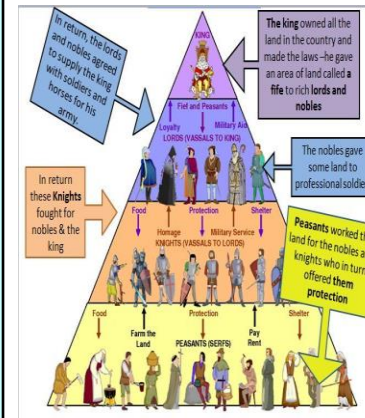 KING
The king owned all the
land in the country and
made the laws –he gave
an area of land called a
fife to rich lords and
nobles
In return, the lords
and nobles agreed
to supply the king
with soldiers and
horses for his
army.
Fief and Peasants
Loyalty
Military Aid
LORDS (VASSALS TO KING)
The nobles gave
some land to
professional soldie
In return
these Knights
fought for
nobles & the
king
Food
Protection
Shelter
Homage
Military Service
KNIGHTS (VASSALS TO LORDS)
Peasants worked th
land for the nobles a
knights who in turn
offered them
protection
Food
Protection
Shelter
Farm the
Land
Pay
Rent
PEASANTS (SERFS)